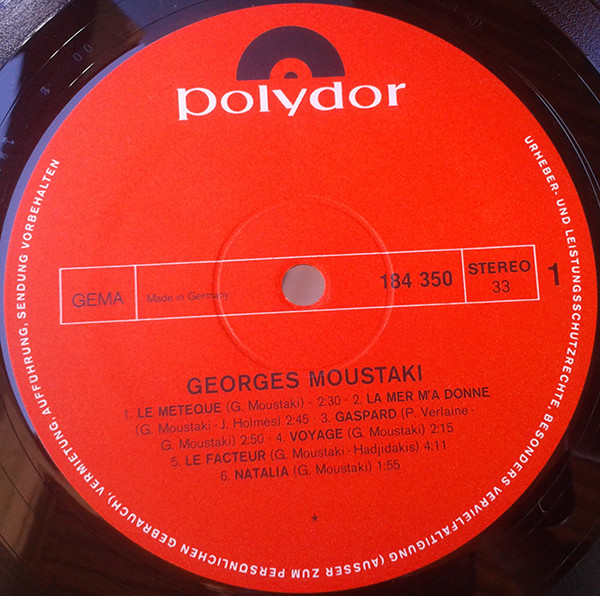 polydor
GEMA
Made in Germany
184 350
STEREO
33
1
GEORGES MOUSTAKI
1. LE METEQUE (G. Moustaki) - 2:30 · 2. LA MER M'A DONNE
(G. Moustaki · J. Holmes) 2:45 · 3. GASPARD (P. Verlaine -
G. Moustaki) 2:50 · 4. VOYAGE (G. Moustaki) 2:15
5. LE FACTEUR (G. Moustaki · Hadjidakis) 4:11
6. NATALIA (G. Moustaki) 1:55
*
URHEBER- UND LEISTUNGSSCHUTZRECHTE, BESONDERS VERVIELFÄLTIGUNG (AUSSER ZUM PERSÖNLICHEN GEBRAUCH), VERMIETUNG, AUFFÜHRUNG, SENDUNG VORBEHALTEN